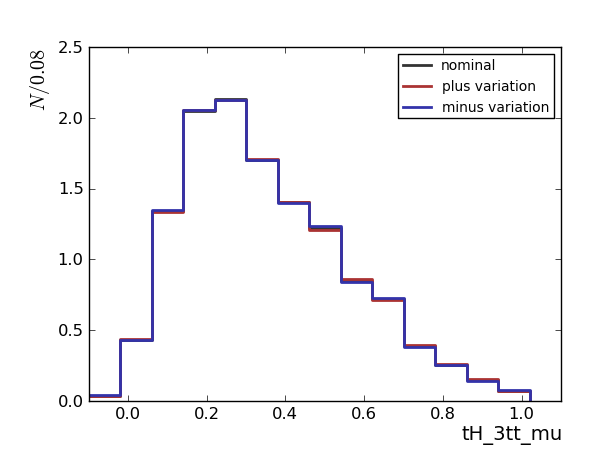 N/0.08
2.5
2.0
1.5
1.0
0.5
0.0
nominal
plus variation
minus variation
0.0 0.2 0.4 0.6 0.8 1.0
tH_3tt_mu